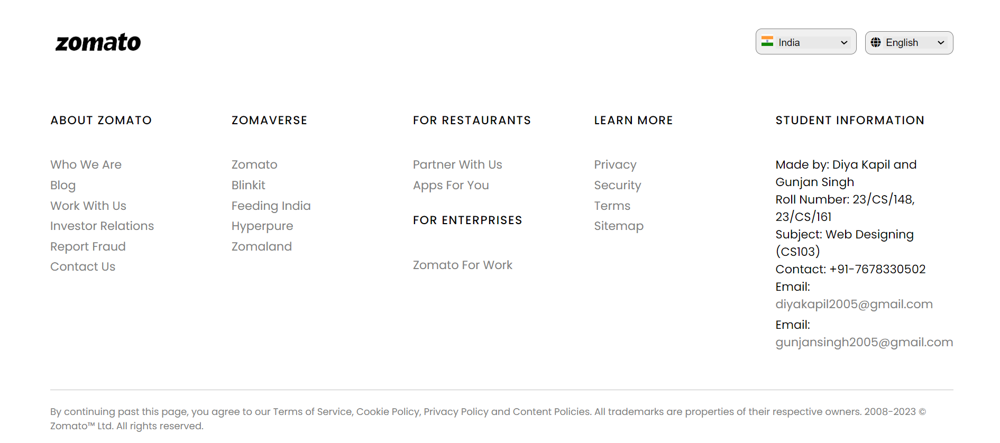 zomato
India
English
ABOUT ZOMATO
Who We Are
Blog
Work With Us
Investor Relations
Report Fraud
Contact Us
ZOMAVERSE
Zomato
Blinkit
Feeding India
Hyperpure
Zomaland
FOR RESTAURANTS
Partner With Us
Apps For You
FOR ENTERPRISES
Zomato For Work
LEARN MORE
Privacy
Security
Terms
Sitemap
STUDENT INFORMATION
Made by: Diya Kapil and
Gunjan Singh
Roll Number: 23/CS/148,
23/CS/161
Subject: Web Designing
(CS103)
Contact: +91-7678330502
Email:
diyakapil2005@gmail.com
Email:
gunjansingh2005@gmail.com
By continuing past this page, you agree to our Terms of Service, Cookie Policy, Privacy Policy and Content Policies. All trademarks are properties of their respective owners. 2008-2023 ©
Zomato™ Ltd. All rights reserved.